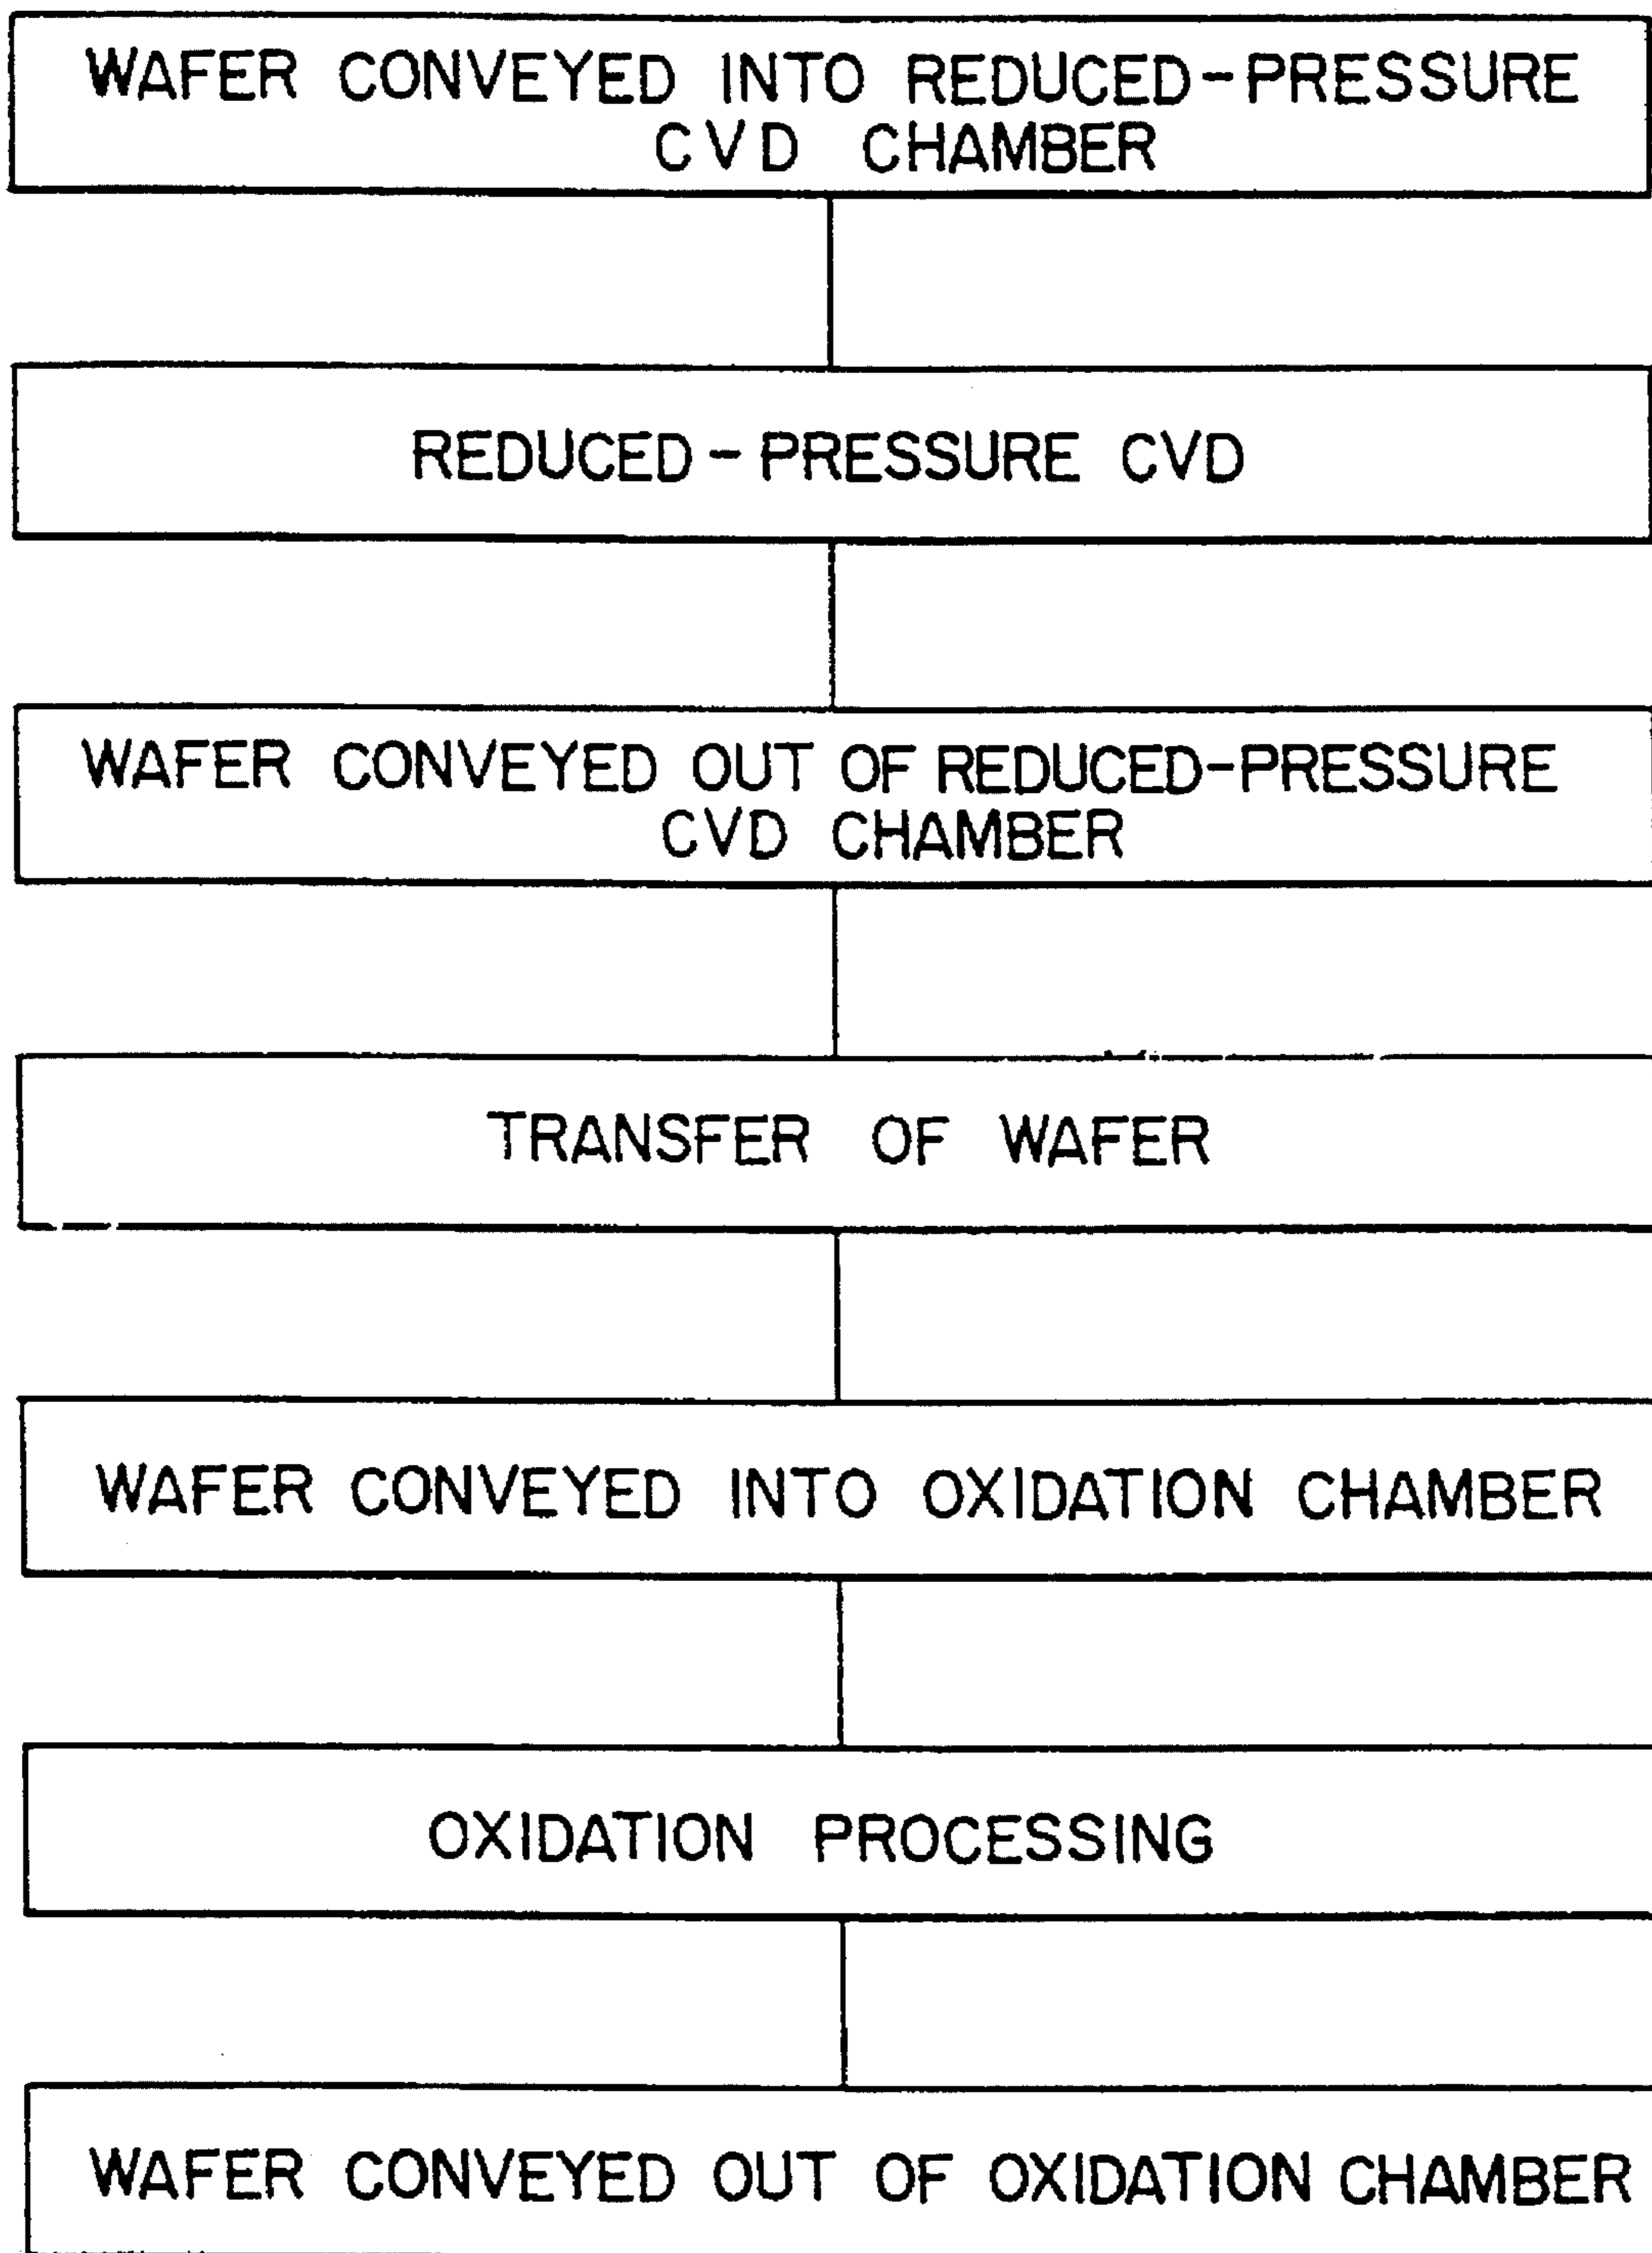 WAFER CONVEYED INTO REDUCED-PRESSURE
CVD CHAMBER
REDUCED-PRESSURE CVD
WAFER CONVEYED OUT OF REDUCED-PRESSURE
CVD CHAMBER
TRANSFER OF WAFER
WAFER CONVEYED INTO OXIDATION CHAMBER
OXIDATION PROCESSING
WAFER CONVEYED OUT OF OXIDATION CHAMBER